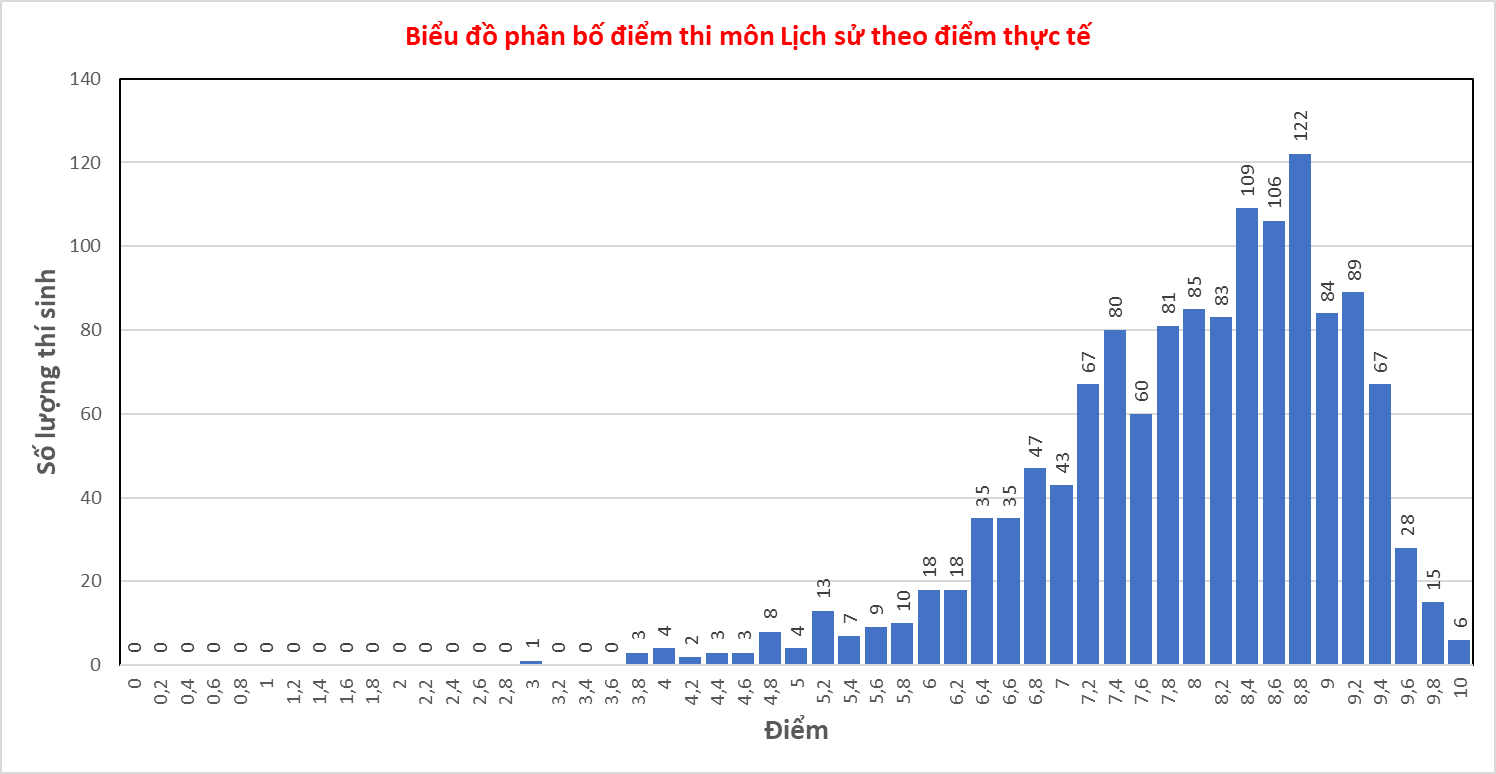 Biểu đồ phân bố điểm thi môn Lịch sử theo điểm thực tế
140
120
100
80
60
40
20
0
Số lượng thí sinh
0 0 0 0 0 0 0 0 0 0 0 0 0 0 0 1 0 0 0 3 4 2 3 3 8 4 13 7 9 10 18 18 35 35 47 43 67 80 60 81 85 83 109 106 122 84 89 67 28 15 6
0 0,2 0,4 0,6 0,8 1 1,2 1,4 1,6 1,8 2 2,2 2,4 2,6 2,8 3 3,2 3,4 3,6 3,8 4 4,2 4,4 4,6 4,8 5 5,2 5,4 5,6 5,8 6 6,2 6,4 6,6 6,8 7 7,2 7,4 7,6 7,8 8 8,2 8,4 8,6 8,8 9 9,2 9,4 9,6 9,8 10
Điểm